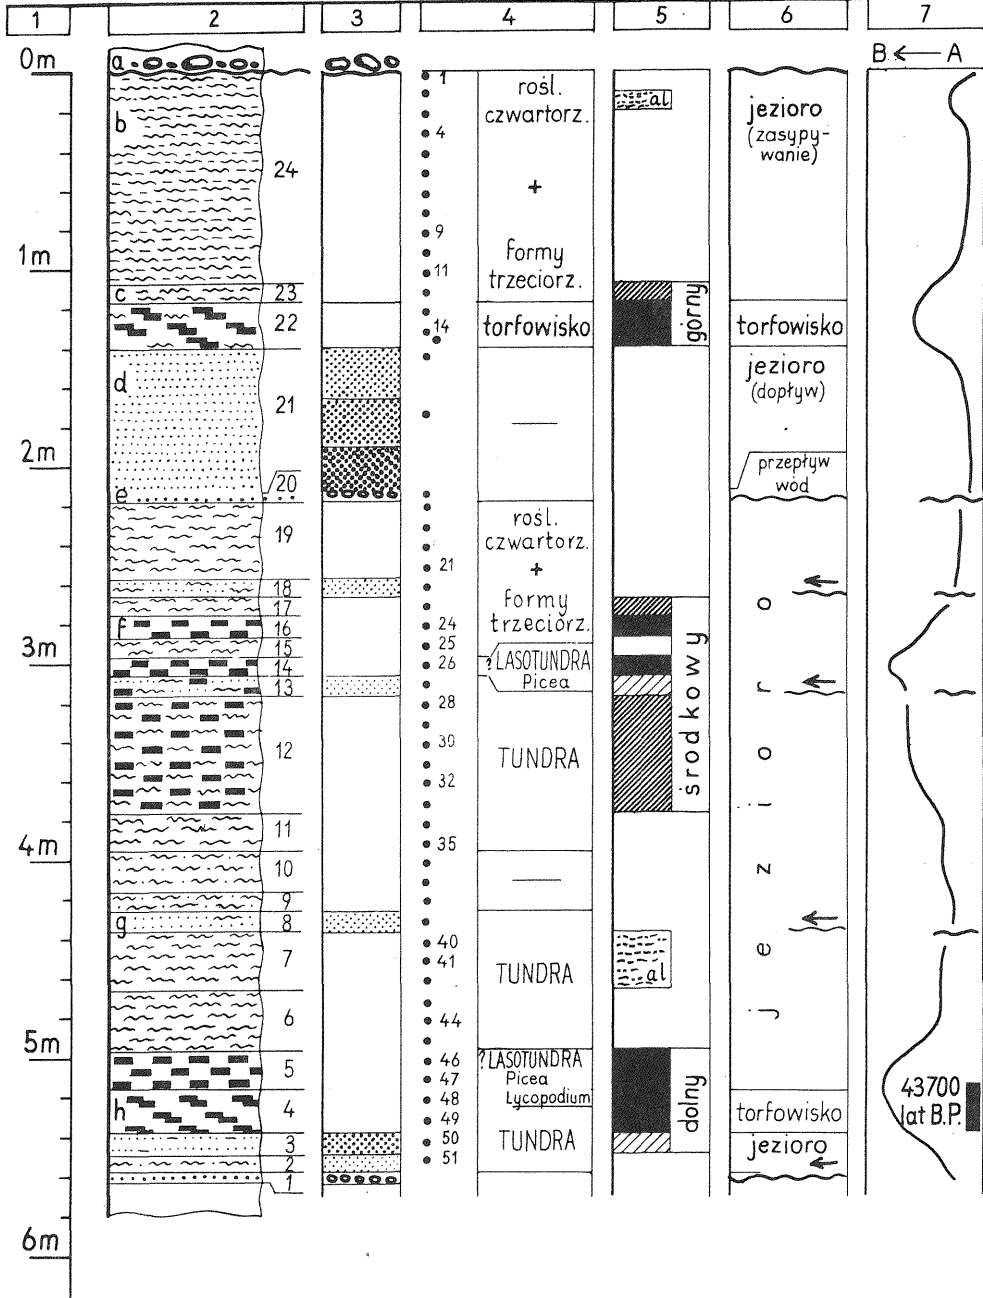 1 2 3 4 5 6 7
0m
1m
2m
3m
4m
5m
6m
a
b
c
d
e
f
g
h
24
23
22
21
20
19
18
17
16
15
14
13
12
11
10
9
8
7
6
5
4
3
2
1
1
4
9
11
14
21
24
25
26
28
30
32
35
40
41
44
46
47
48
49
50
51
rośl.
czwartorz.
+
formy
trzeciorz.
torfowisko
rośl.
czwartorz.
+
formy
trzeciorz.
? LASOTUNDRA
Picea
TUNDRA
TUNDRA
? LASOTUNDRA
Picea
Lycopodium
TUNDRA
al
górny
środkowy
al
dolny
jezioro
(zasypy-
wanie)
torfowisko
jezioro
(dopływ)
przepływ
wód
jezioro
torfowisko
jezioro
B ← A
43700
lat B.P.